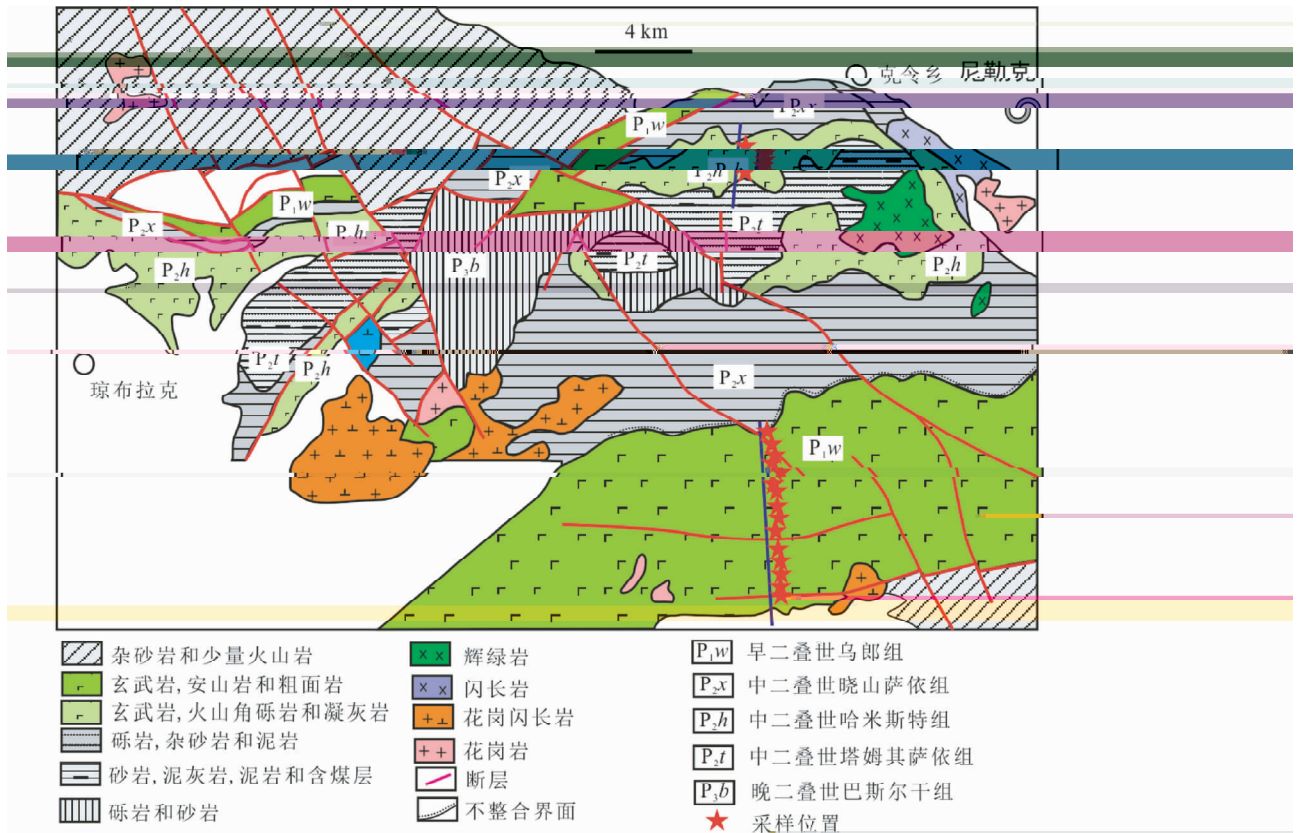 4 km
克令乡 尼勒克
P₂x
P₁w
P₂h
P₂x
P₁w
P₂x
P₂h
P₂t
P₂h
P₃b
P₂t
P₂h
P₂t
P₂h
P₂x
琼布拉克
P₁w
杂砂岩和少量火山岩
玄武岩,安山岩和粗面岩
玄武岩,火山角砾岩和凝灰岩
砾岩,杂砂岩和泥岩
砂岩,泥灰岩,泥岩和含煤层
砾岩和砂岩
辉绿岩
闪长岩
花岗闪长岩
花岗岩
断层
不整合界面
P₁w 早二叠世乌郎组
P₂x 中二叠世晓山萨依组
P₂h 中二叠世哈米斯特组
P₂t 中二叠世塔姆其萨依组
P₃b 晚二叠世巴斯尔干组
采样位置